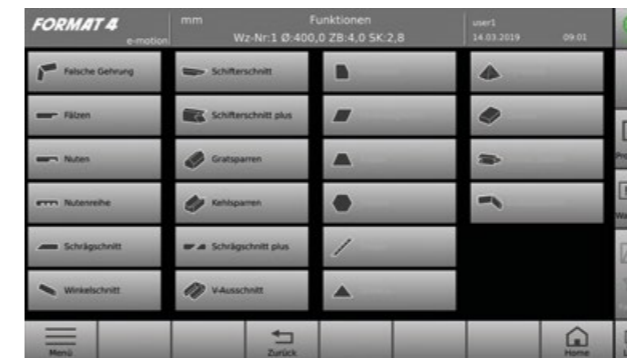 FORMAT 4
e-motion
mm
Funktionen
Wz-Nr:1 Ø:400,0 ZB:4,0 SK:2,8
user1
14.03.2019 09:01
Falsche Gehrung
Schifterschnitt
Fälzen
Schifterschnitt plus
Nuten
Gratsparren
Nutenreihe
Kehlsparren
Schrägschnitt
Schrägschnitt plus
Winkelschnitt
V-Ausschnitt
Menü
Zurück
Home